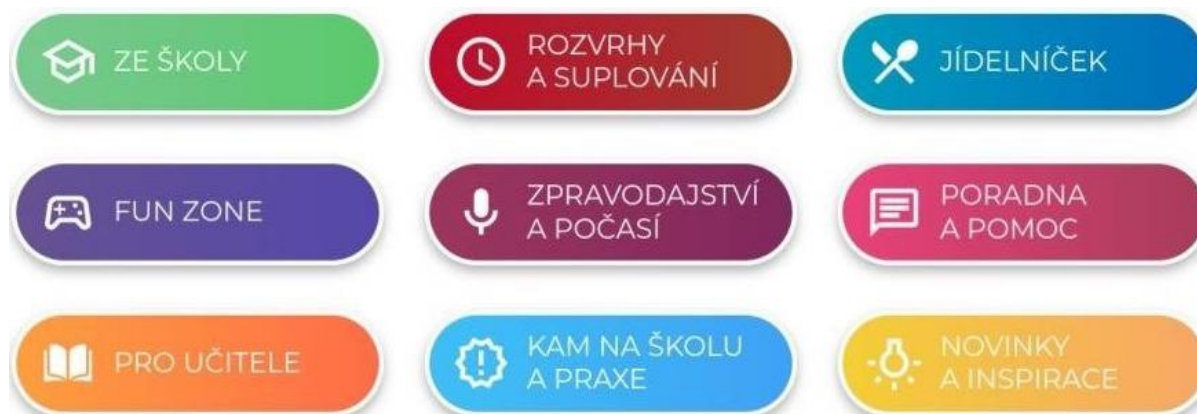 ZE ŠKOLY
ROZVRHY
A SUPLOVÁNÍ
JÍDELNÍČEK
FUN ZONE
ZPRAVODAJSTVÍ
A POČASÍ
PORADNA
A POMOC
PRO UČITELE
KAM NA ŠKOLU
A PRAXE
NOVINKY
A INSPIRACE